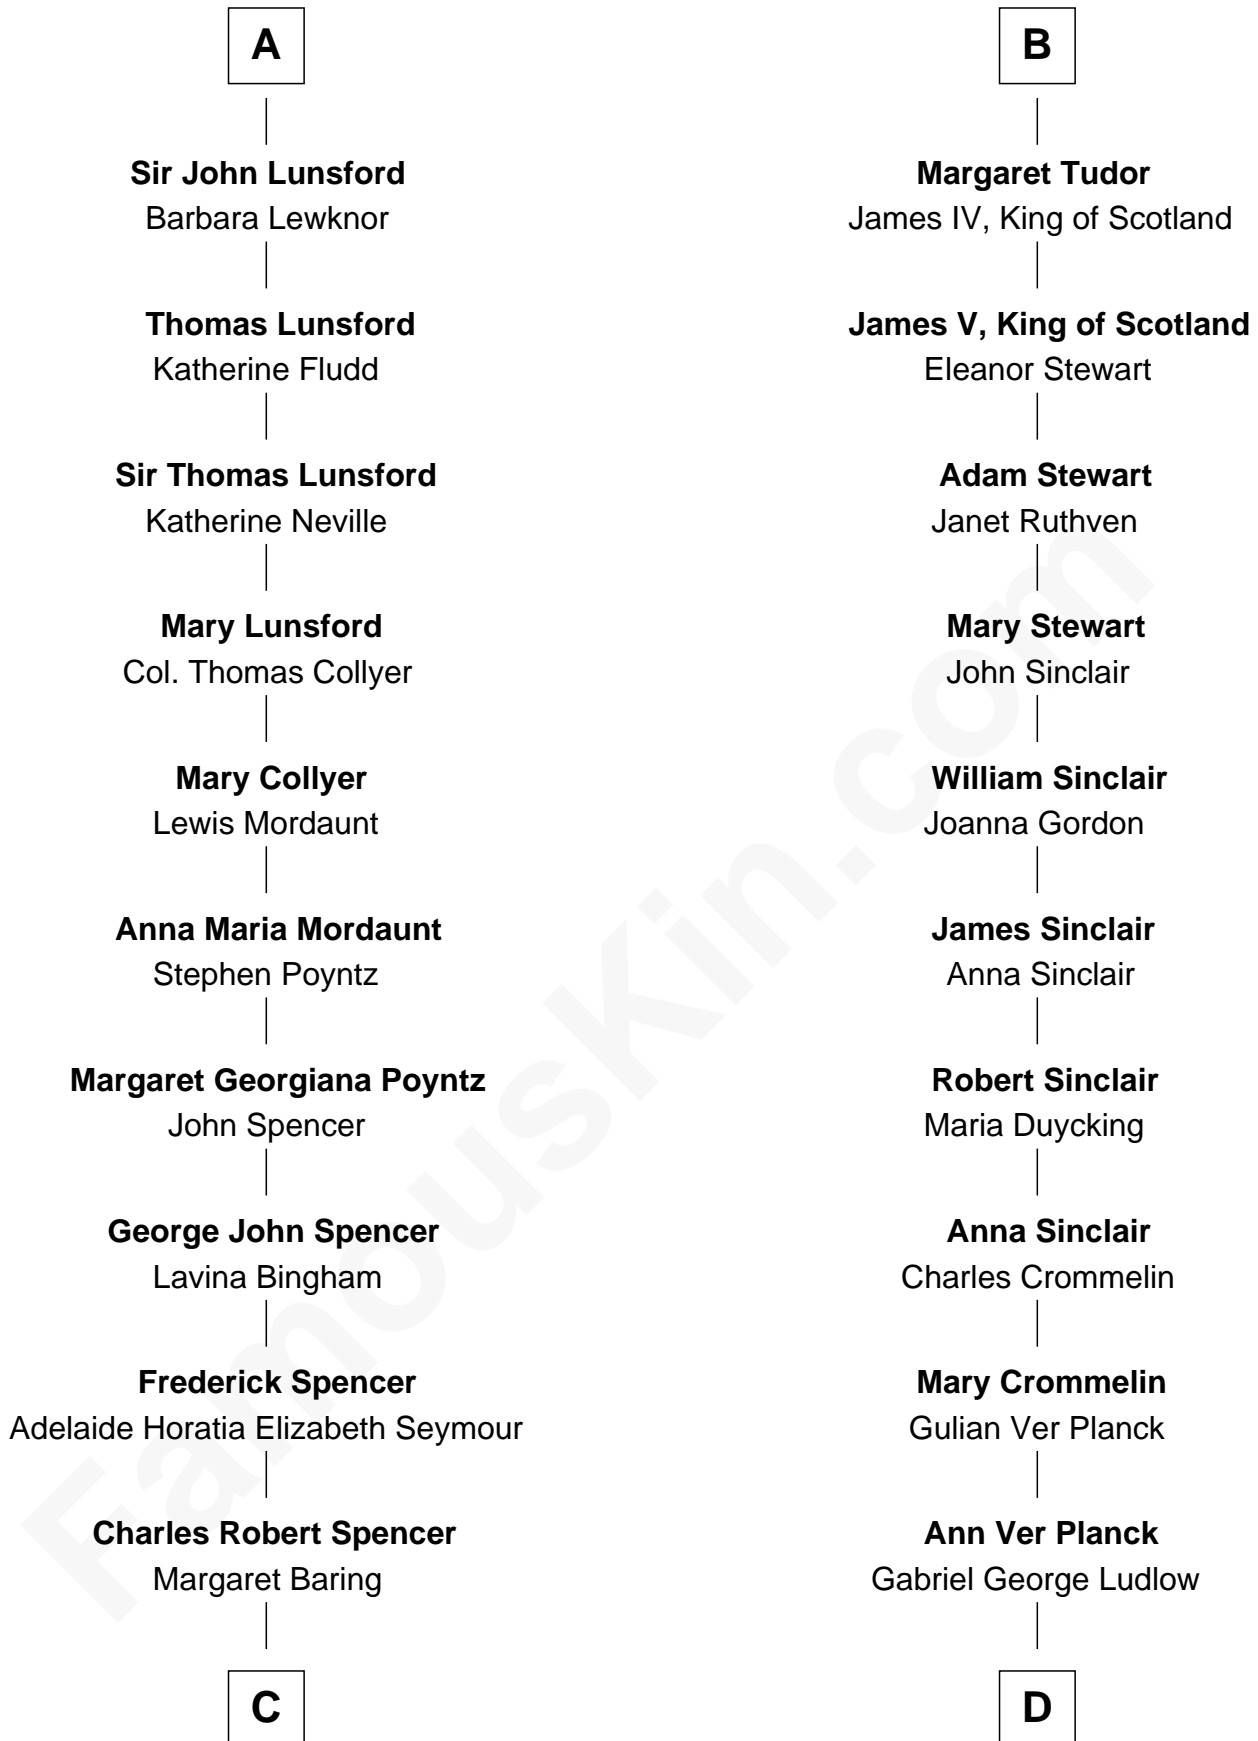 A
Sir John Lunsford
Barbara Lewknor
Thomas Lunsford
Katherine Fludd
Sir Thomas Lunsford
Katherine Neville
Mary Lunsford
Col. Thomas Collyer
Mary Collyer
Lewis Mordaunt
Anna Maria Mordaunt
Stephen Poyntz
Margaret Georgiana Poyntz
John Spencer
George John Spencer
Lavina Bingham
Frederick Spencer
Adelaide Horatia Elizabeth Seymour
Charles Robert Spencer
Margaret Baring
C
B
Margaret Tudor
James IV, King of Scotland
James V, King of Scotland
Eleanor Stewart
Adam Stewart
Janet Ruthven
Mary Stewart
John Sinclair
William Sinclair
Joanna Gordon
James Sinclair
Anna Sinclair
Robert Sinclair
Maria Duycking
Anna Sinclair
Charles Crommelin
Mary Crommelin
Gulian Ver Planck
Ann Ver Planck
Gabriel George Ludlow
D
FamousKin.com